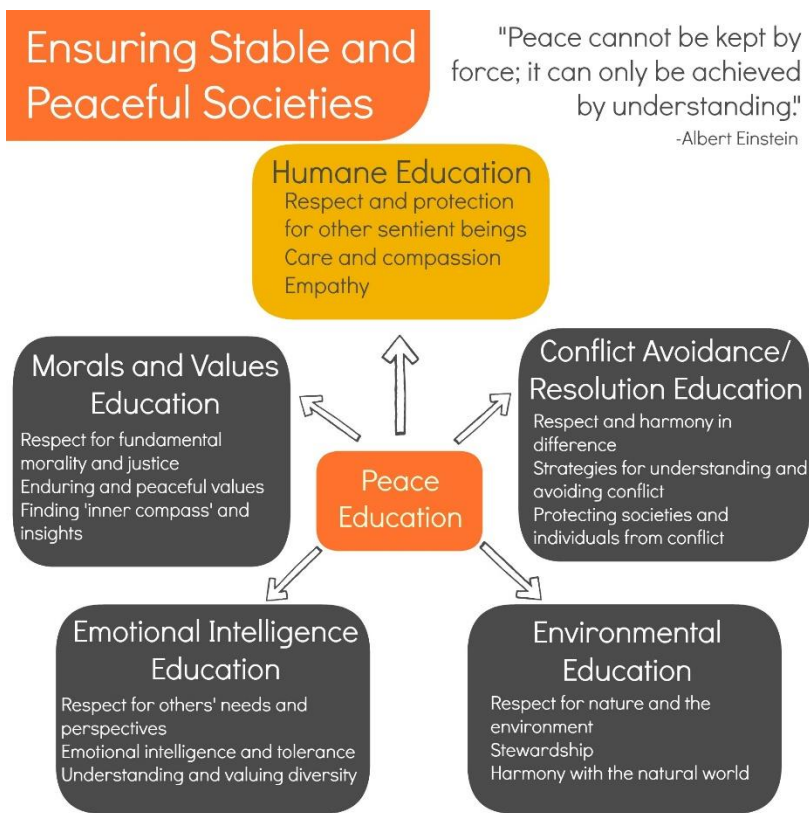 Ensuring Stable and
Peaceful Societies
"Peace cannot be kept by
force; it can only be achieved
by understanding."
-Albert Einstein
Humane Education
Respect and protection
for other sentient beings
Care and compassion
Empathy
Morals and Values
Education
Respect for fundamental
morality and justice
Enduring and peaceful values
Finding 'inner compass' and
insights
Conflict Avoidance/
Resolution Education
Respect and harmony in
difference
Strategies for understanding and
avoiding conflict
Protecting societies and
individuals from conflict
Peace
Education
Emotional Intelligence
Education
Respect for others' needs and
perspectives
Emotional intelligence and tolerance
Understanding and valuing diversity
Environmental
Education
Respect for nature and the
environment
Stewardship
Harmony with the natural world